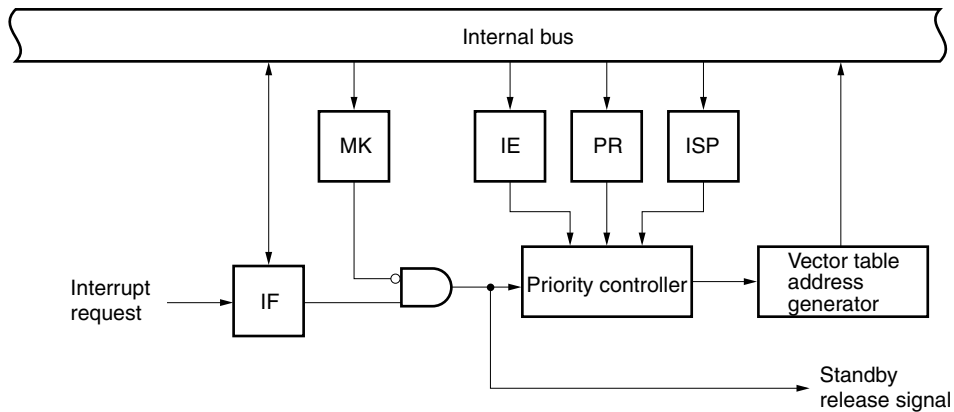 Internal bus
MK
IE
PR
ISP
Interrupt
request
IF
Priority controller
Vector table
address
generator
Standby
release signal